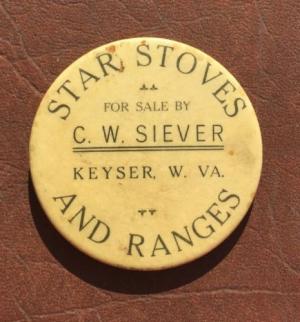 STAR STOVES
FOR SALE BY
C. W. SIEVER
KEYSER, W. VA.
AND RANGES